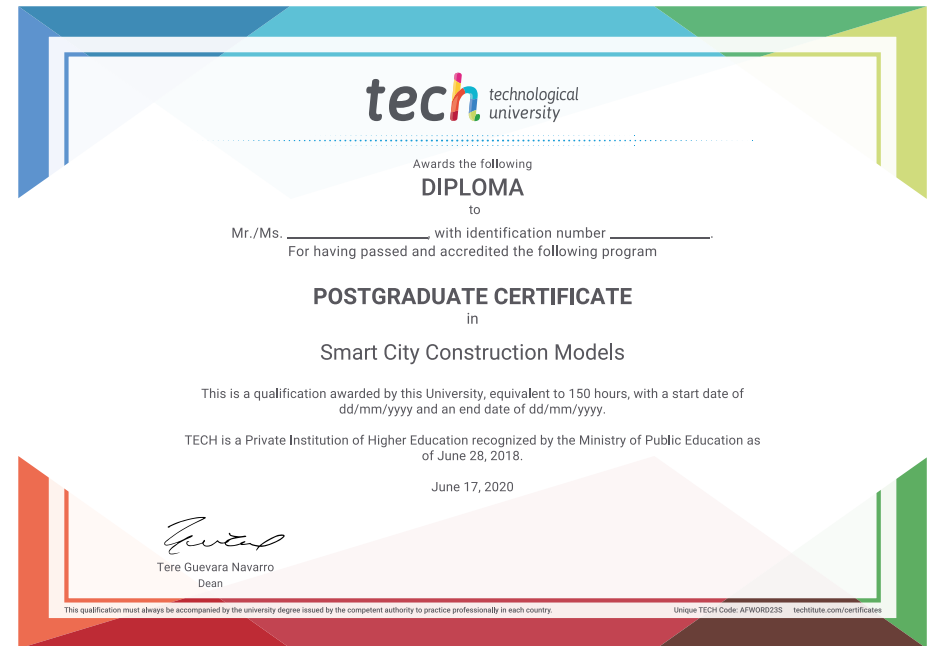 tech technological
university
Awards the following
DIPLOMA
to
Mr./Ms. __________________, with identification number _____________.
For having passed and accredited the following program
POSTGRADUATE CERTIFICATE
in
Smart City Construction Models
This is a qualification awarded by this University, equivalent to 150 hours, with a start date of
dd/mm/yyyy and an end date of dd/mm/yyyy.
TECH is a Private Institution of Higher Education recognized by the Ministry of Public Education as
of June 28, 2018.
June 17, 2020
Tere Guevara Navarro
Dean
This qualification must always be accompanied by the university degree issued by the competent authority to practice professionally in each country.
Unique TECH Code: AFWORD23S techtitute.com/certificates